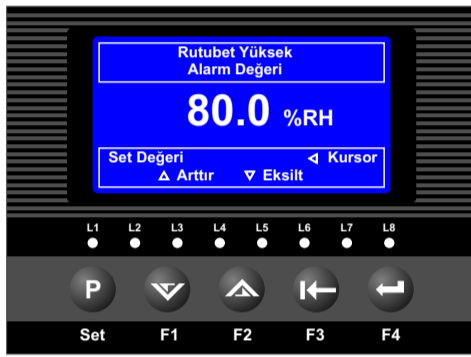 Rutubet Yüksek
Alarm Değeri
80.0 %RH
Set Değeri Kursor
Arttır Eksilt
L1 L2 L3 L4 L5 L6 L7 L8
P
Set F1 F2 F3 F4